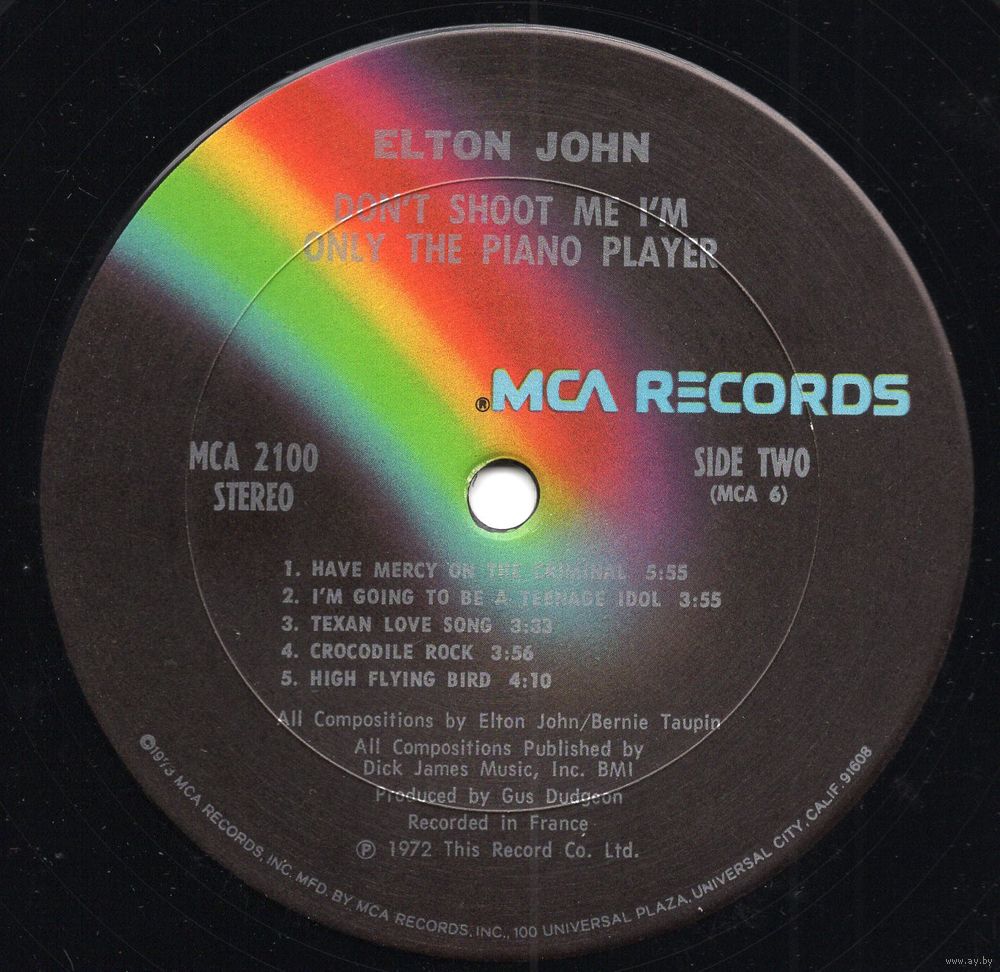 ELTON JOHN
DON'T SHOOT ME I'M
ONLY THE PIANO PLAYER
®MCA RECORDS
MCA 2100
STEREO
SIDE TWO
(MCA 6)
1. HAVE MERCY ON THE CRIMINAL 5:55
2. I'M GOING TO BE A TEENAGE IDOL 3:55
3. TEXAN LOVE SONG 3:33
4. CROCODILE ROCK 3:56
5. HIGH FLYING BIRD 4:10
All Compositions by Elton John/Bernie Taupin
All Compositions Published by
Dick James Music, Inc. BMI
Produced by Gus Dudgeon
Recorded in France
℗ 1972 This Record Co. Ltd.
©1973 MCA RECORDS, INC. MFD. BY MCA RECORDS, INC., 100 UNIVERSAL PLAZA, UNIVERSAL CITY, CALIF. 91608
www.ay.by